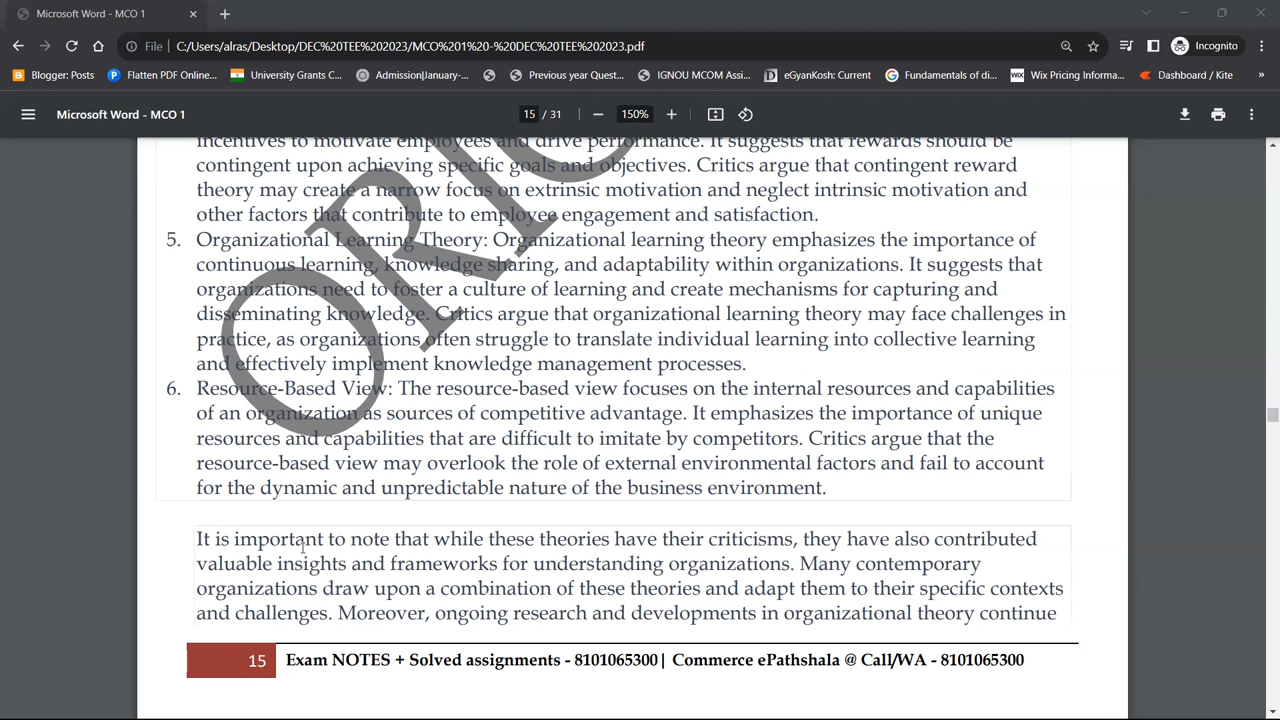 Microsoft Word - MCO 1
File C:/Users/alras/Desktop/DEC%20TEE%202023/MCO%201%20-%20DEC%20TEE%202023.pdf Incognito
Blogger: Posts Flatten PDF Online... University Grants C... Admission|January-... Previous year Quest... IGNOU MCOM Assi... eGyanKosh: Current Fundamentals of di... WIX Wix Pricing Informa... Dashboard / Kite »
Microsoft Word - MCO 1 15 / 31 150%
incentives to motivate employees and drive performance. It suggests that rewards should be
contingent upon achieving specific goals and objectives. Critics argue that contingent reward
theory may create a narrow focus on extrinsic motivation and neglect intrinsic motivation and
other factors that contribute to employee engagement and satisfaction.
5. Organizational Learning Theory: Organizational learning theory emphasizes the importance of
continuous learning, knowledge sharing, and adaptability within organizations. It suggests that
organizations need to foster a culture of learning and create mechanisms for capturing and
disseminating knowledge. Critics argue that organizational learning theory may face challenges in
practice, as organizations often struggle to translate individual learning into collective learning
and effectively implement knowledge management processes.
6. Resource-Based View: The resource-based view focuses on the internal resources and capabilities
of an organization as sources of competitive advantage. It emphasizes the importance of unique
resources and capabilities that are difficult to imitate by competitors. Critics argue that the
resource-based view may overlook the role of external environmental factors and fail to account
for the dynamic and unpredictable nature of the business environment.
It is important to note that while these theories have their criticisms, they have also contributed
valuable insights and frameworks for understanding organizations. Many contemporary
organizations draw upon a combination of these theories and adapt them to their specific contexts
and challenges. Moreover, ongoing research and developments in organizational theory continue
15 Exam NOTES + Solved assignments - 8101065300| Commerce ePathshala @ Call/WA - 8101065300